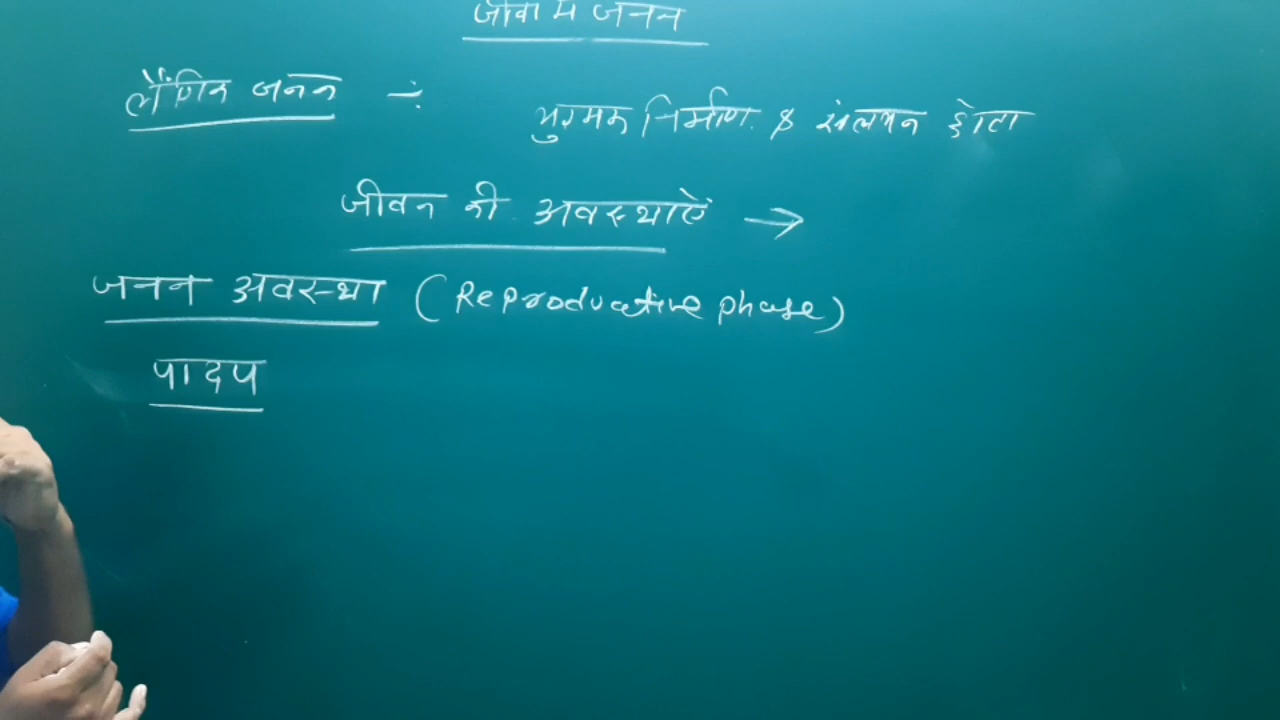 जीवों में जनन
लैंगिक जनन ÷
युग्मक निर्माण & संलयन होता
जीवन की अवस्थाऐं →
जनन अवस्था (Reproductive phase)
पादप